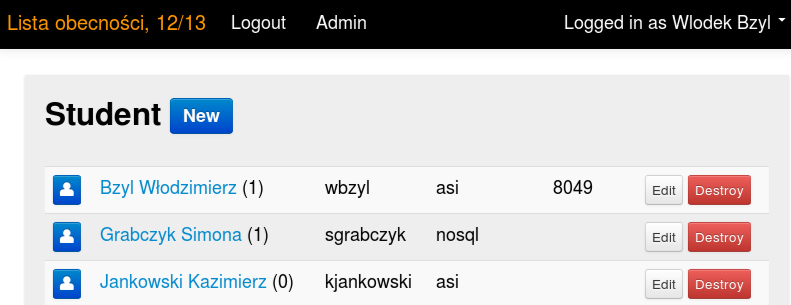 Lista obecności, 12/13 Logout Admin Logged in as Wlodek Bzyl
Student New
Bzyl Włodzimierz (1) wbzyl asi 8049 Edit Destroy
Grabczyk Simona (1) sgrabczyk nosql Edit Destroy
Jankowski Kazimierz (0) kjankowski asi Edit Destroy